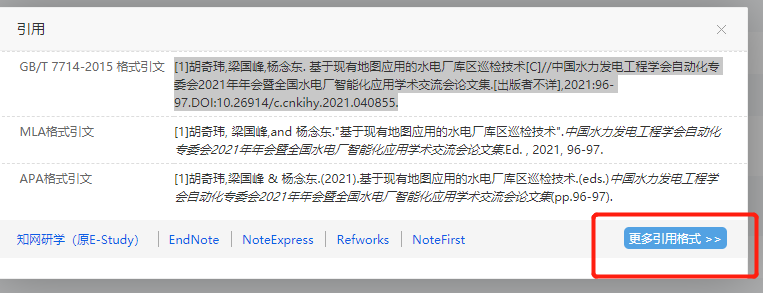 引用
GB/T 7714-2015 格式引文
[1]胡奇玮,梁国峰,杨念东. 基于现有地图应用的水电厂库区巡检技术[C]//中国水力发电工程学会自动化专
委会2021年年会暨全国水电厂智能化应用学术交流会论文集.[出版者不详],2021:96-
97.DOI:10.26914/c.cnkihy.2021.040855.
MLA格式引文
[1]胡奇玮, 梁国峰,and 杨念东."基于现有地图应用的水电厂库区巡检技术".中国水力发电工程学会自动化
专委会2021年年会暨全国水电厂智能化应用学术交流会论文集.Ed. , 2021, 96-97.
APA格式引文
[1]胡奇玮,梁国峰 & 杨念东.(2021).基于现有地图应用的水电厂库区巡检技术.(eds.)中国水力发电工程学
会自动化专委会2021年年会暨全国水电厂智能化应用学术交流会论文集(pp.96-97).
知网研学（原E-Study） EndNote NoteExpress Refworks NoteFirst 更多引用格式 >>